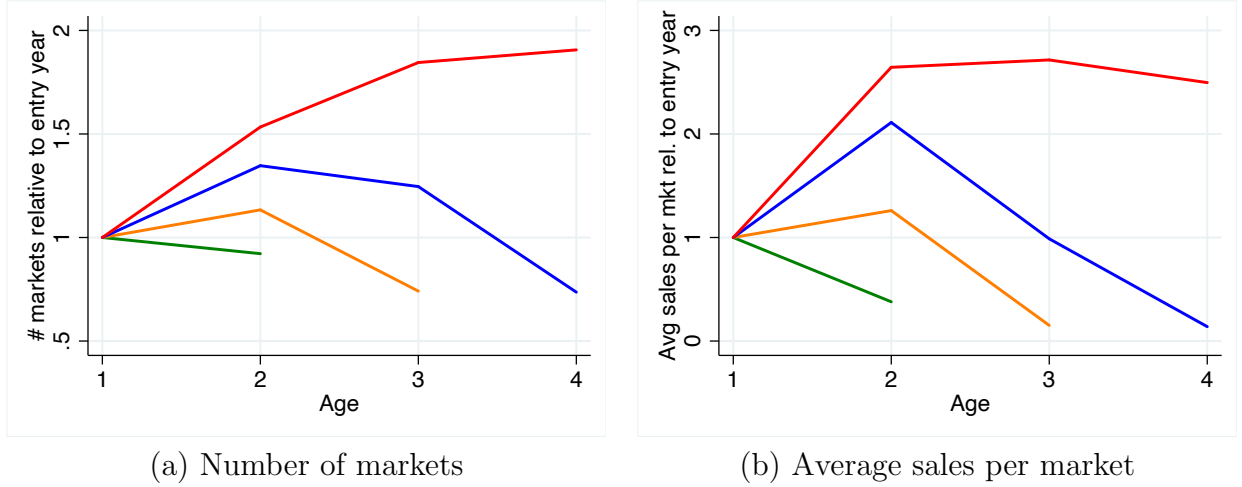 # markets relative to entry year
2
1.5
1
.5
1 2 3 4
Age
(a) Number of markets
Avg sales per mkt rel. to entry year
3
2
1
0
1 2 3 4
Age
(b) Average sales per market